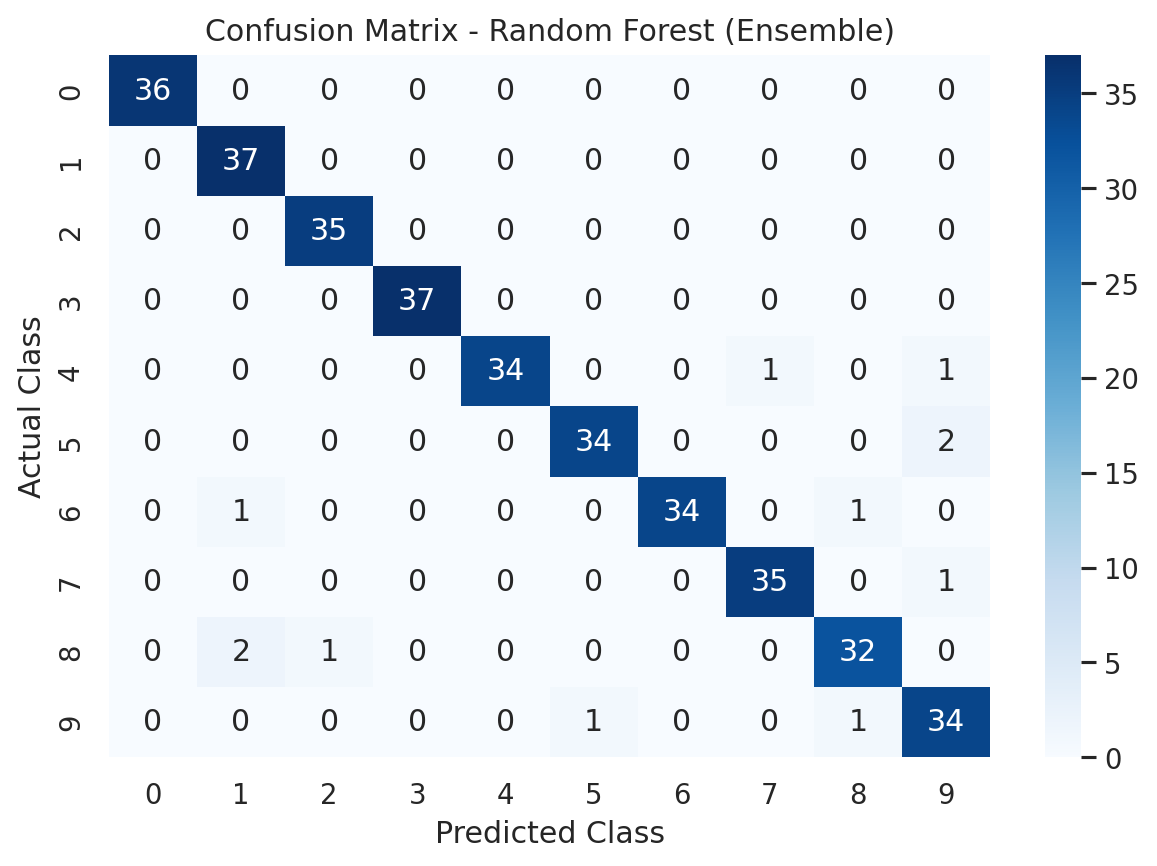 Confusion Matrix - Random Forest (Ensemble)
0 36 0 0 0 0 0 0 0 0 0
1 0 37 0 0 0 0 0 0 0 0
2 0 0 35 0 0 0 0 0 0 0
3 0 0 0 37 0 0 0 0 0 0
4 0 0 0 0 34 0 0 1 0 1
5 0 0 0 0 0 34 0 0 0 2
6 0 1 0 0 0 0 34 0 1 0
7 0 0 0 0 0 0 0 35 0 1
8 0 2 1 0 0 0 0 0 32 0
9 0 0 0 0 0 1 0 0 1 34
0 1 2 3 4 5 6 7 8 9
Predicted Class
Actual Class
35
30
25
20
15
10
5
0